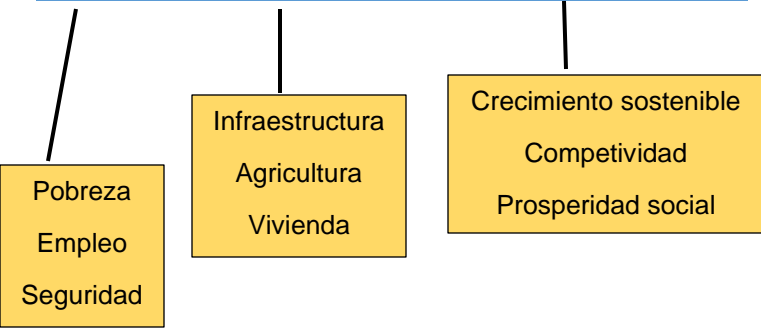 Pobreza
Empleo
Seguridad
Infraestructura
Agricultura
Vivienda
Crecimiento sostenible
Competividad
Prosperidad social